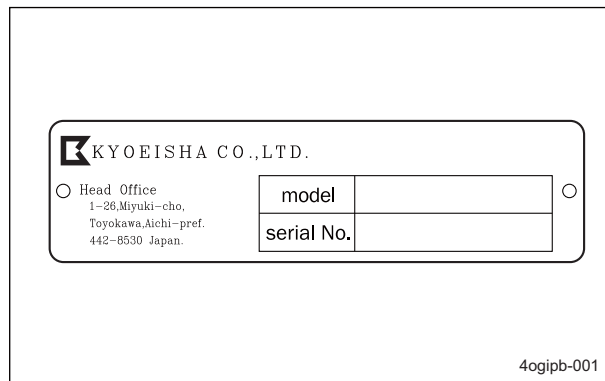 KYOEISHA CO.,LTD.
Head Office
1-26,Miyuki-cho,
Toyokawa,Aichi-pref.
442-8530 Japan.
model
serial No.
4ogipb-001